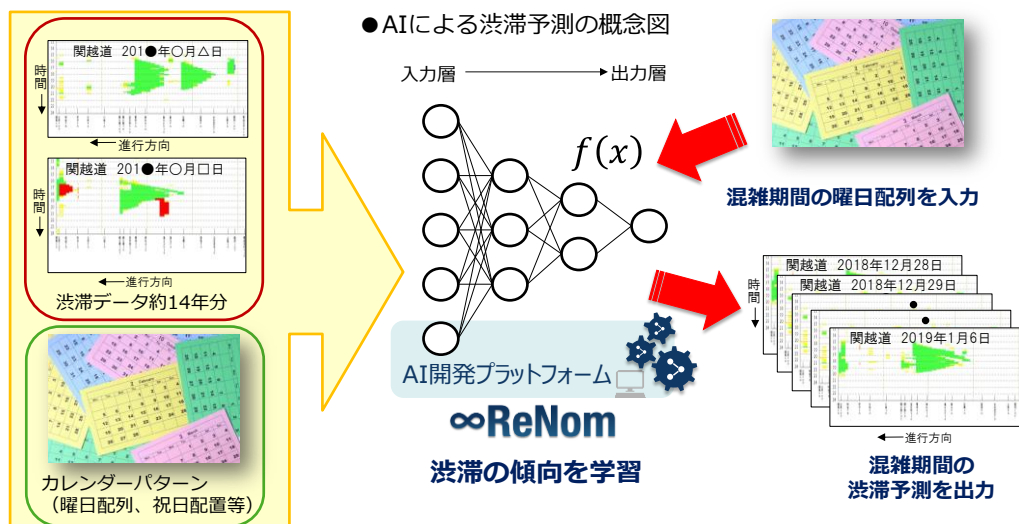 ●AIによる渋滞予測の概念図
関越道 201●年○月△日
時間
進行方向
関越道 201●年○月□日
時間
進行方向
渋滞データ約14年分
カレンダーパターン
（曜日配列、祝日配置等）
入力層
出力層
f(x)
AI開発プラットフォーム
∞ReNom
渋滞の傾向を学習
混雑期間の曜日配列を入力
関越道 2018年12月28日
関越道 2018年12月29日
時間
関越道 2019年1月6日
進行方向
混雑期間の
渋滞予測を出力